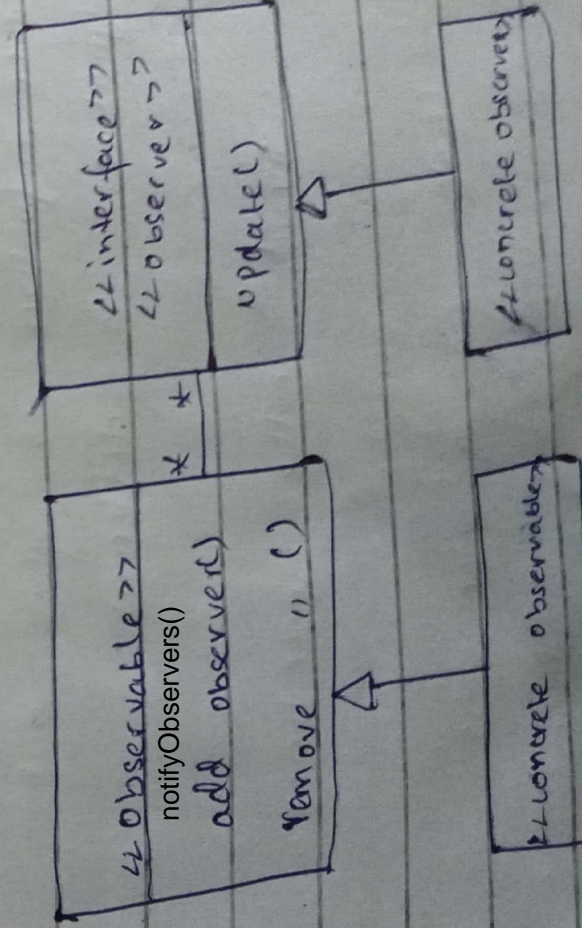 <<observable>>
notifyObservers()
add observer()
remove " ()
* *
<<interface>>
<<observer>>
update()
<<concrete observable>>
<<concrete observer>>